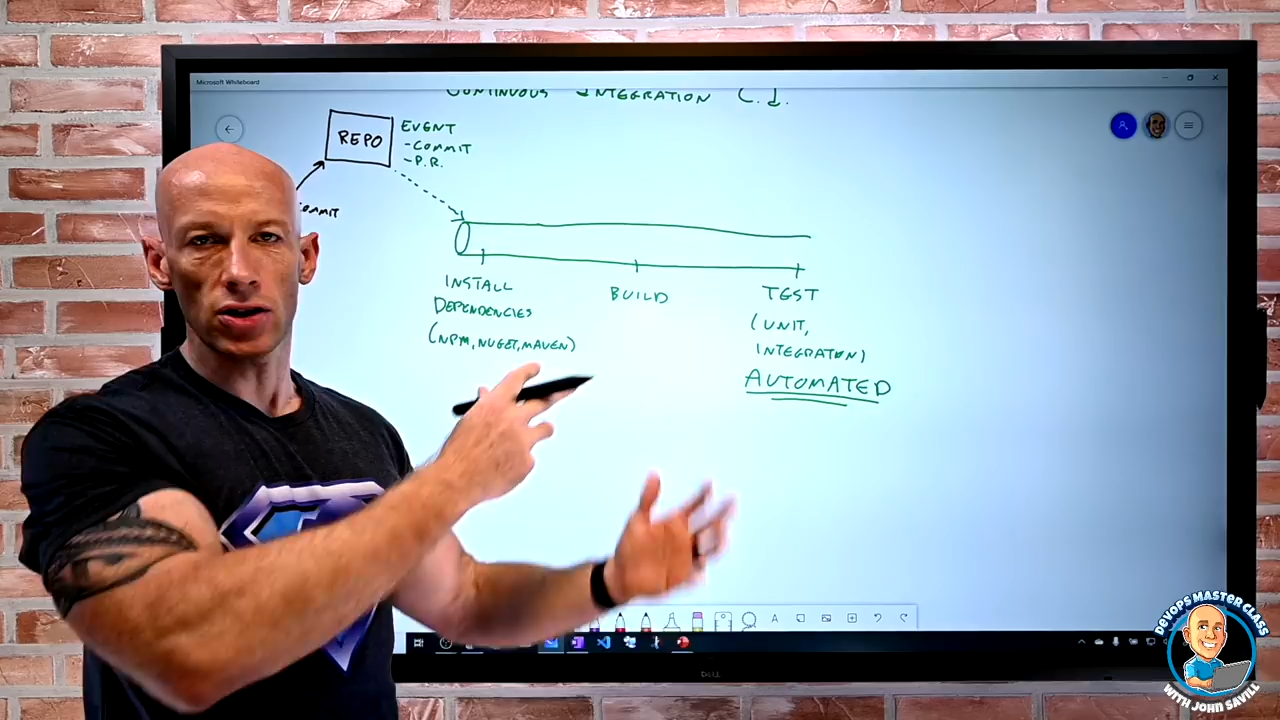 Microsoft Whiteboard
CONTINUOUS INTEGRATION C.I.
REPO
EVENT
-COMMIT
-P.R.
COMMIT
INSTALL
DEPENDENCIES
(NPM, NUGET, MAVEN)
BUILD
TEST
(UNIT,
INTEGRATION)
AUTOMATED
A
DELL
DEVOPS MASTER CLASS
WITH JOHN SAVILL